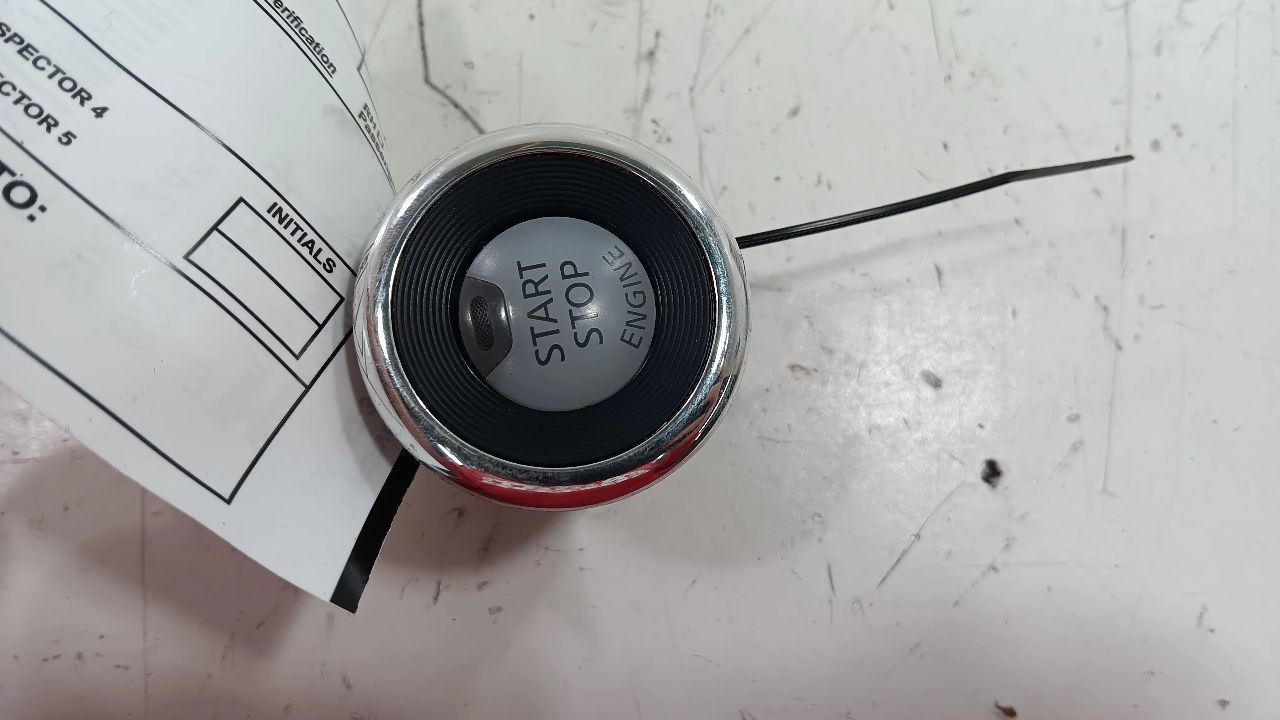 erification
SPECTOR 4
ECTOR 5
TO:
INITIALS
START
STOP
ENGINE